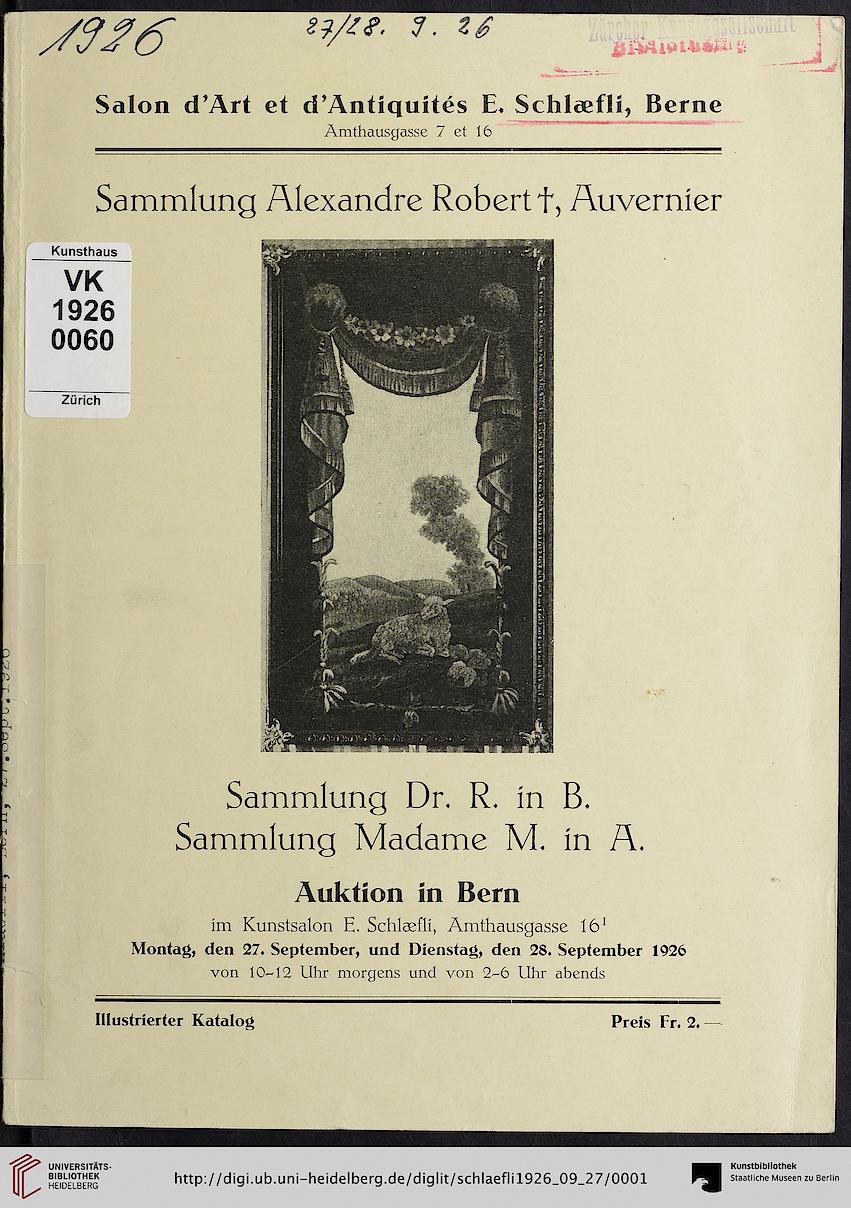 1926
27/28. 9. 26
Zürcher Kunstgesellschaft
Salon d'Art et d'Antiquités E. Schlæfli, Berne
Amthausgasse 7 et 16
Sammlung Alexandre Robert †, Auvernier
Kunsthaus
VK
1926
0060
Zürich
Sammlung Dr. R. in B.
Sammlung Madame M. in A.
Auktion in Bern
im Kunstsalon E. Schlæfli, Amthausgasse 16¹
Montag, den 27. September, und Dienstag, den 28. September 1926
von 10-12 Uhr morgens und von 2-6 Uhr abends
Illustrierter Katalog
Preis Fr. 2.—
UNIVERSITÄTS-
BIBLIOTHEK
HEIDELBERG
http://digi.ub.uni-heidelberg.de/diglit/schlaefli1926_09_27/0001
Kunstbibliothek
Staatliche Museen zu Berlin